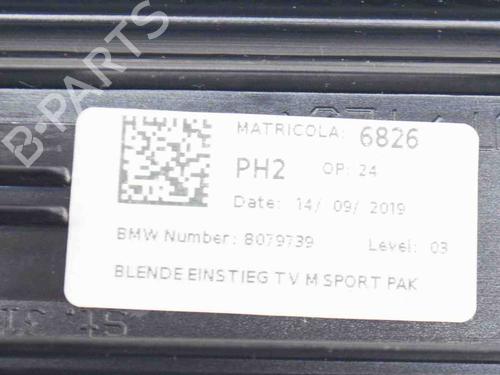 B-PARTS
MATRICOLA: 6826
PH2 OP: 24
Date: 14/ 09/ 2019
BMW Number: 8079739 Level: 03
BLENDE EINSTIEG TV M SPORT PAK